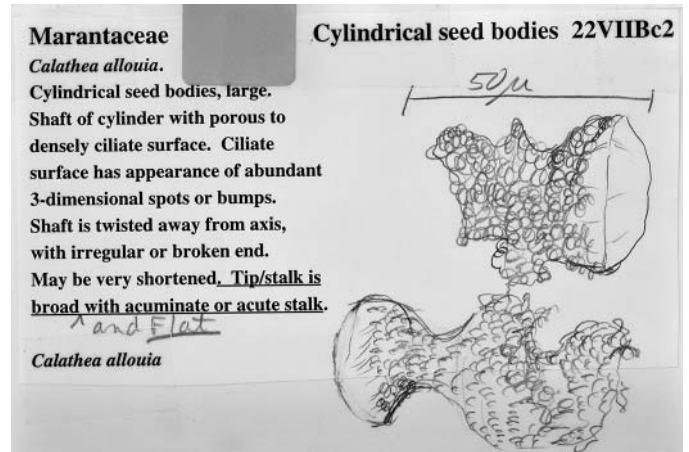 Marantaceae
Cylindrical seed bodies 22VIIBc2
Calathea allouia.
Cylindrical seed bodies, large.
Shaft of cylinder with porous to
densely ciliate surface. Ciliate
surface has appearance of abundant
3-dimensional spots or bumps.
Shaft is twisted away from axis,
with irregular or broken end.
May be very shortened. Tip/stalk is
broad with acuminate or acute stalk.
^ and Flat
Calathea allouia
50 µ